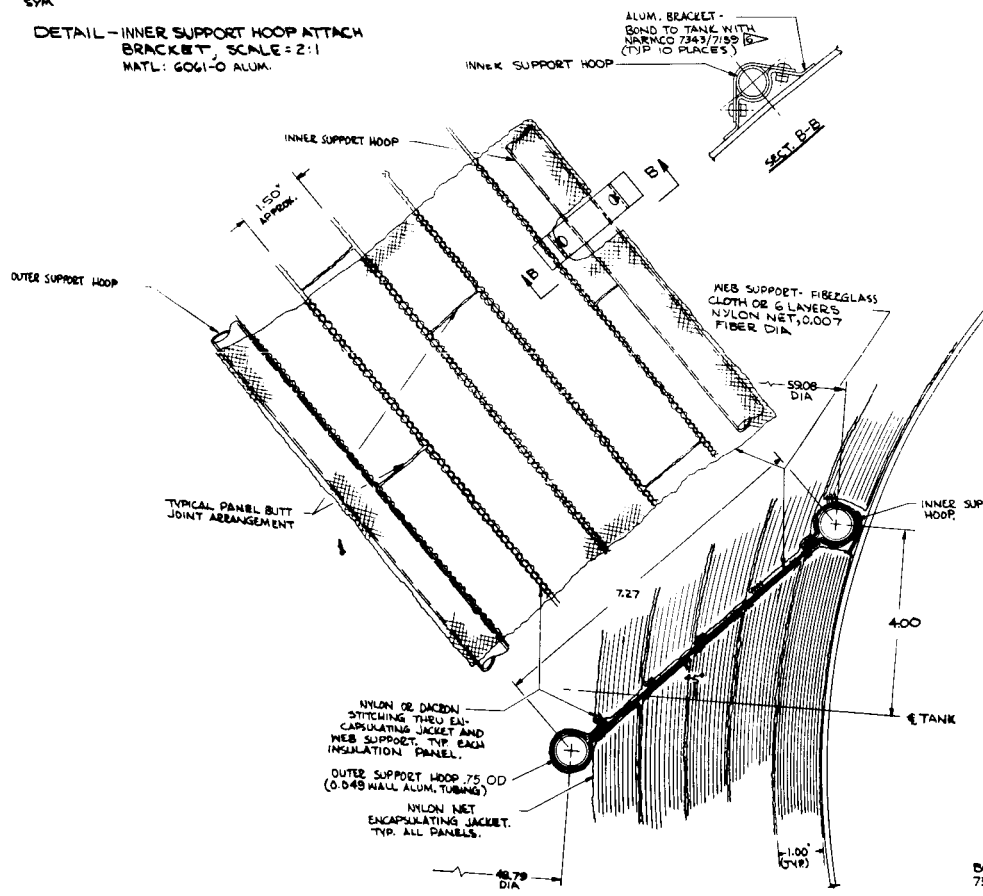 SYM
DETAIL - INNER SUPPORT HOOP ATTACH
BRACKET, SCALE = 2:1
MATL: 6061-O ALUM.
ALUM. BRACKET -
BOND TO TANK WITH
NARMCO 7343/7139 6
(TYP 10 PLACES)
INNER SUPPORT HOOP
SECT. B-B
INNER SUPPORT HOOP
B
B
1.50"
APPROX.
OUTER SUPPORT HOOP
WEB SUPPORT - FIBERGLASS
CLOTH OR 6 LAYERS
NYLON NET, 0.007
FIBER DIA
59.08
DIA
TYPICAL PANEL BUTT
JOINT ARRANGEMENT
INNER SUP
HOOP.
7.27
4.00
NYLON OR DACRON
STITCHING THRU EN-
CAPSULATING JACKET AND
WEB SUPPORT. TYP. EACH
INSULATION PANEL.
℄ TANK
OUTER SUPPORT HOOP .75 OD
(0.049 WALL ALUM. TUBING)
NYLON NET
ENCAPSULATING JACKET.
TYP. ALL PANELS.
1.00"
(TYP)
48.79
DIA